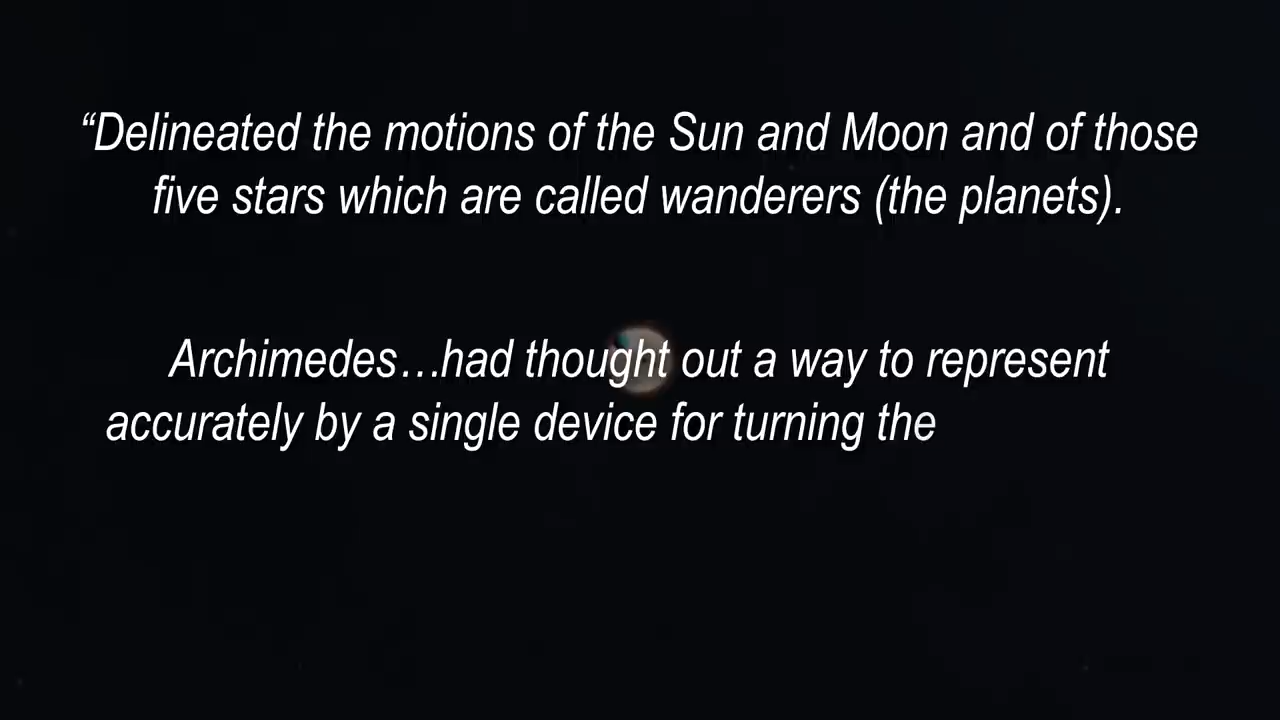 “Delineated the motions of the Sun and Moon and of those
five stars which are called wanderers (the planets).
Archimedes…had thought out a way to represent
accurately by a single device for turning the